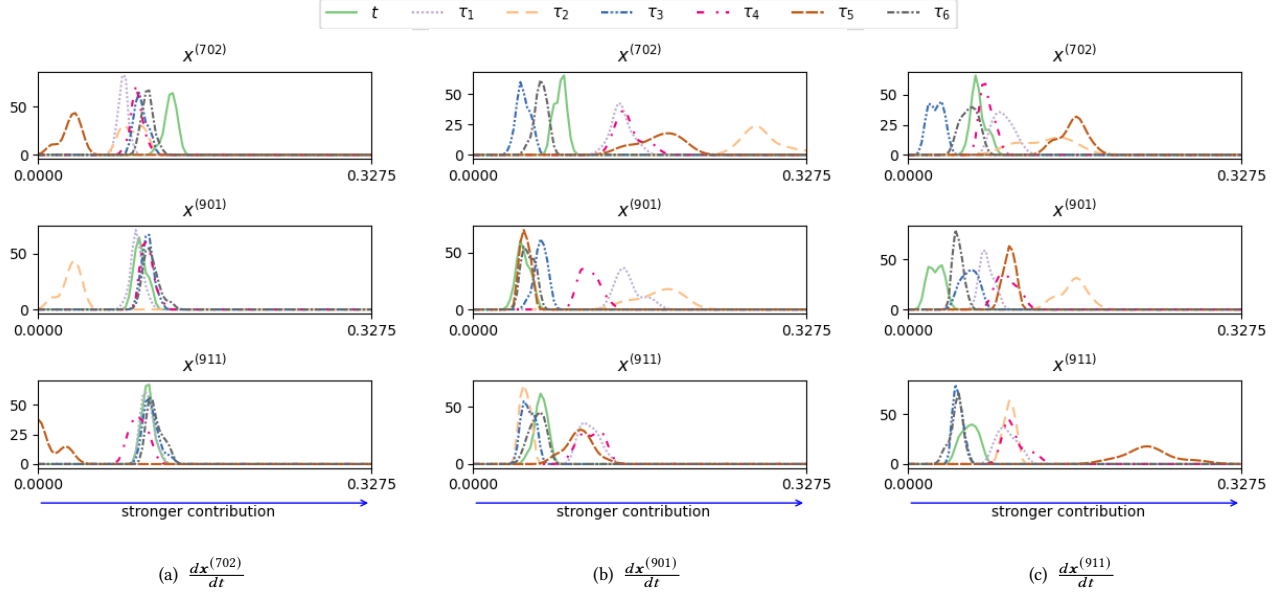 t τ₁ τ₂ τ₃ τ₄ τ₅ τ₆
x⁽⁷⁰²⁾ x⁽⁷⁰²⁾ x⁽⁷⁰²⁾
50 50 50
25 25
0 0 0
0.0000 0.3275 0.0000 0.3275 0.0000 0.3275
x⁽⁹⁰¹⁾ x⁽⁹⁰¹⁾ x⁽⁹⁰¹⁾
50 50 50
25
0 0 0
0.0000 0.3275 0.0000 0.3275 0.0000 0.3275
x⁽⁹¹¹⁾ x⁽⁹¹¹⁾ x⁽⁹¹¹⁾
50 50 50
25
0 0 0
0.0000 0.3275 0.0000 0.3275 0.0000 0.3275
stronger contribution stronger contribution stronger contribution
(a) dx⁽⁷⁰²⁾/dt (b) dx⁽⁹⁰¹⁾/dt (c) dx⁽⁹¹¹⁾/dt